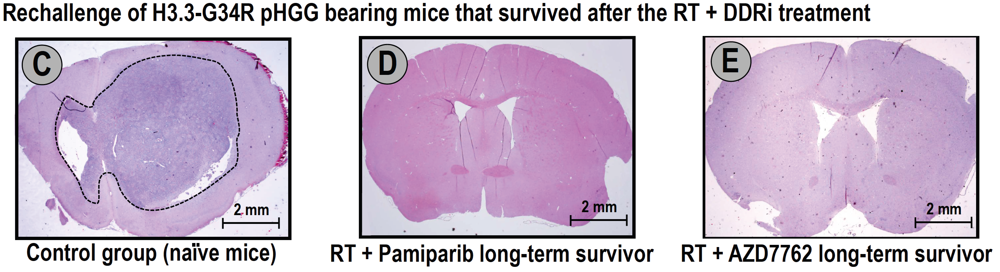 Rechallenge of H3.3-G34R pHGG bearing mice that survived after the RT + DDRi treatment
C
D
E
2 mm
2 mm
2 mm
Control group (naïve mice)
RT + Pamiparib long-term survivor
RT + AZD7762 long-term survivor